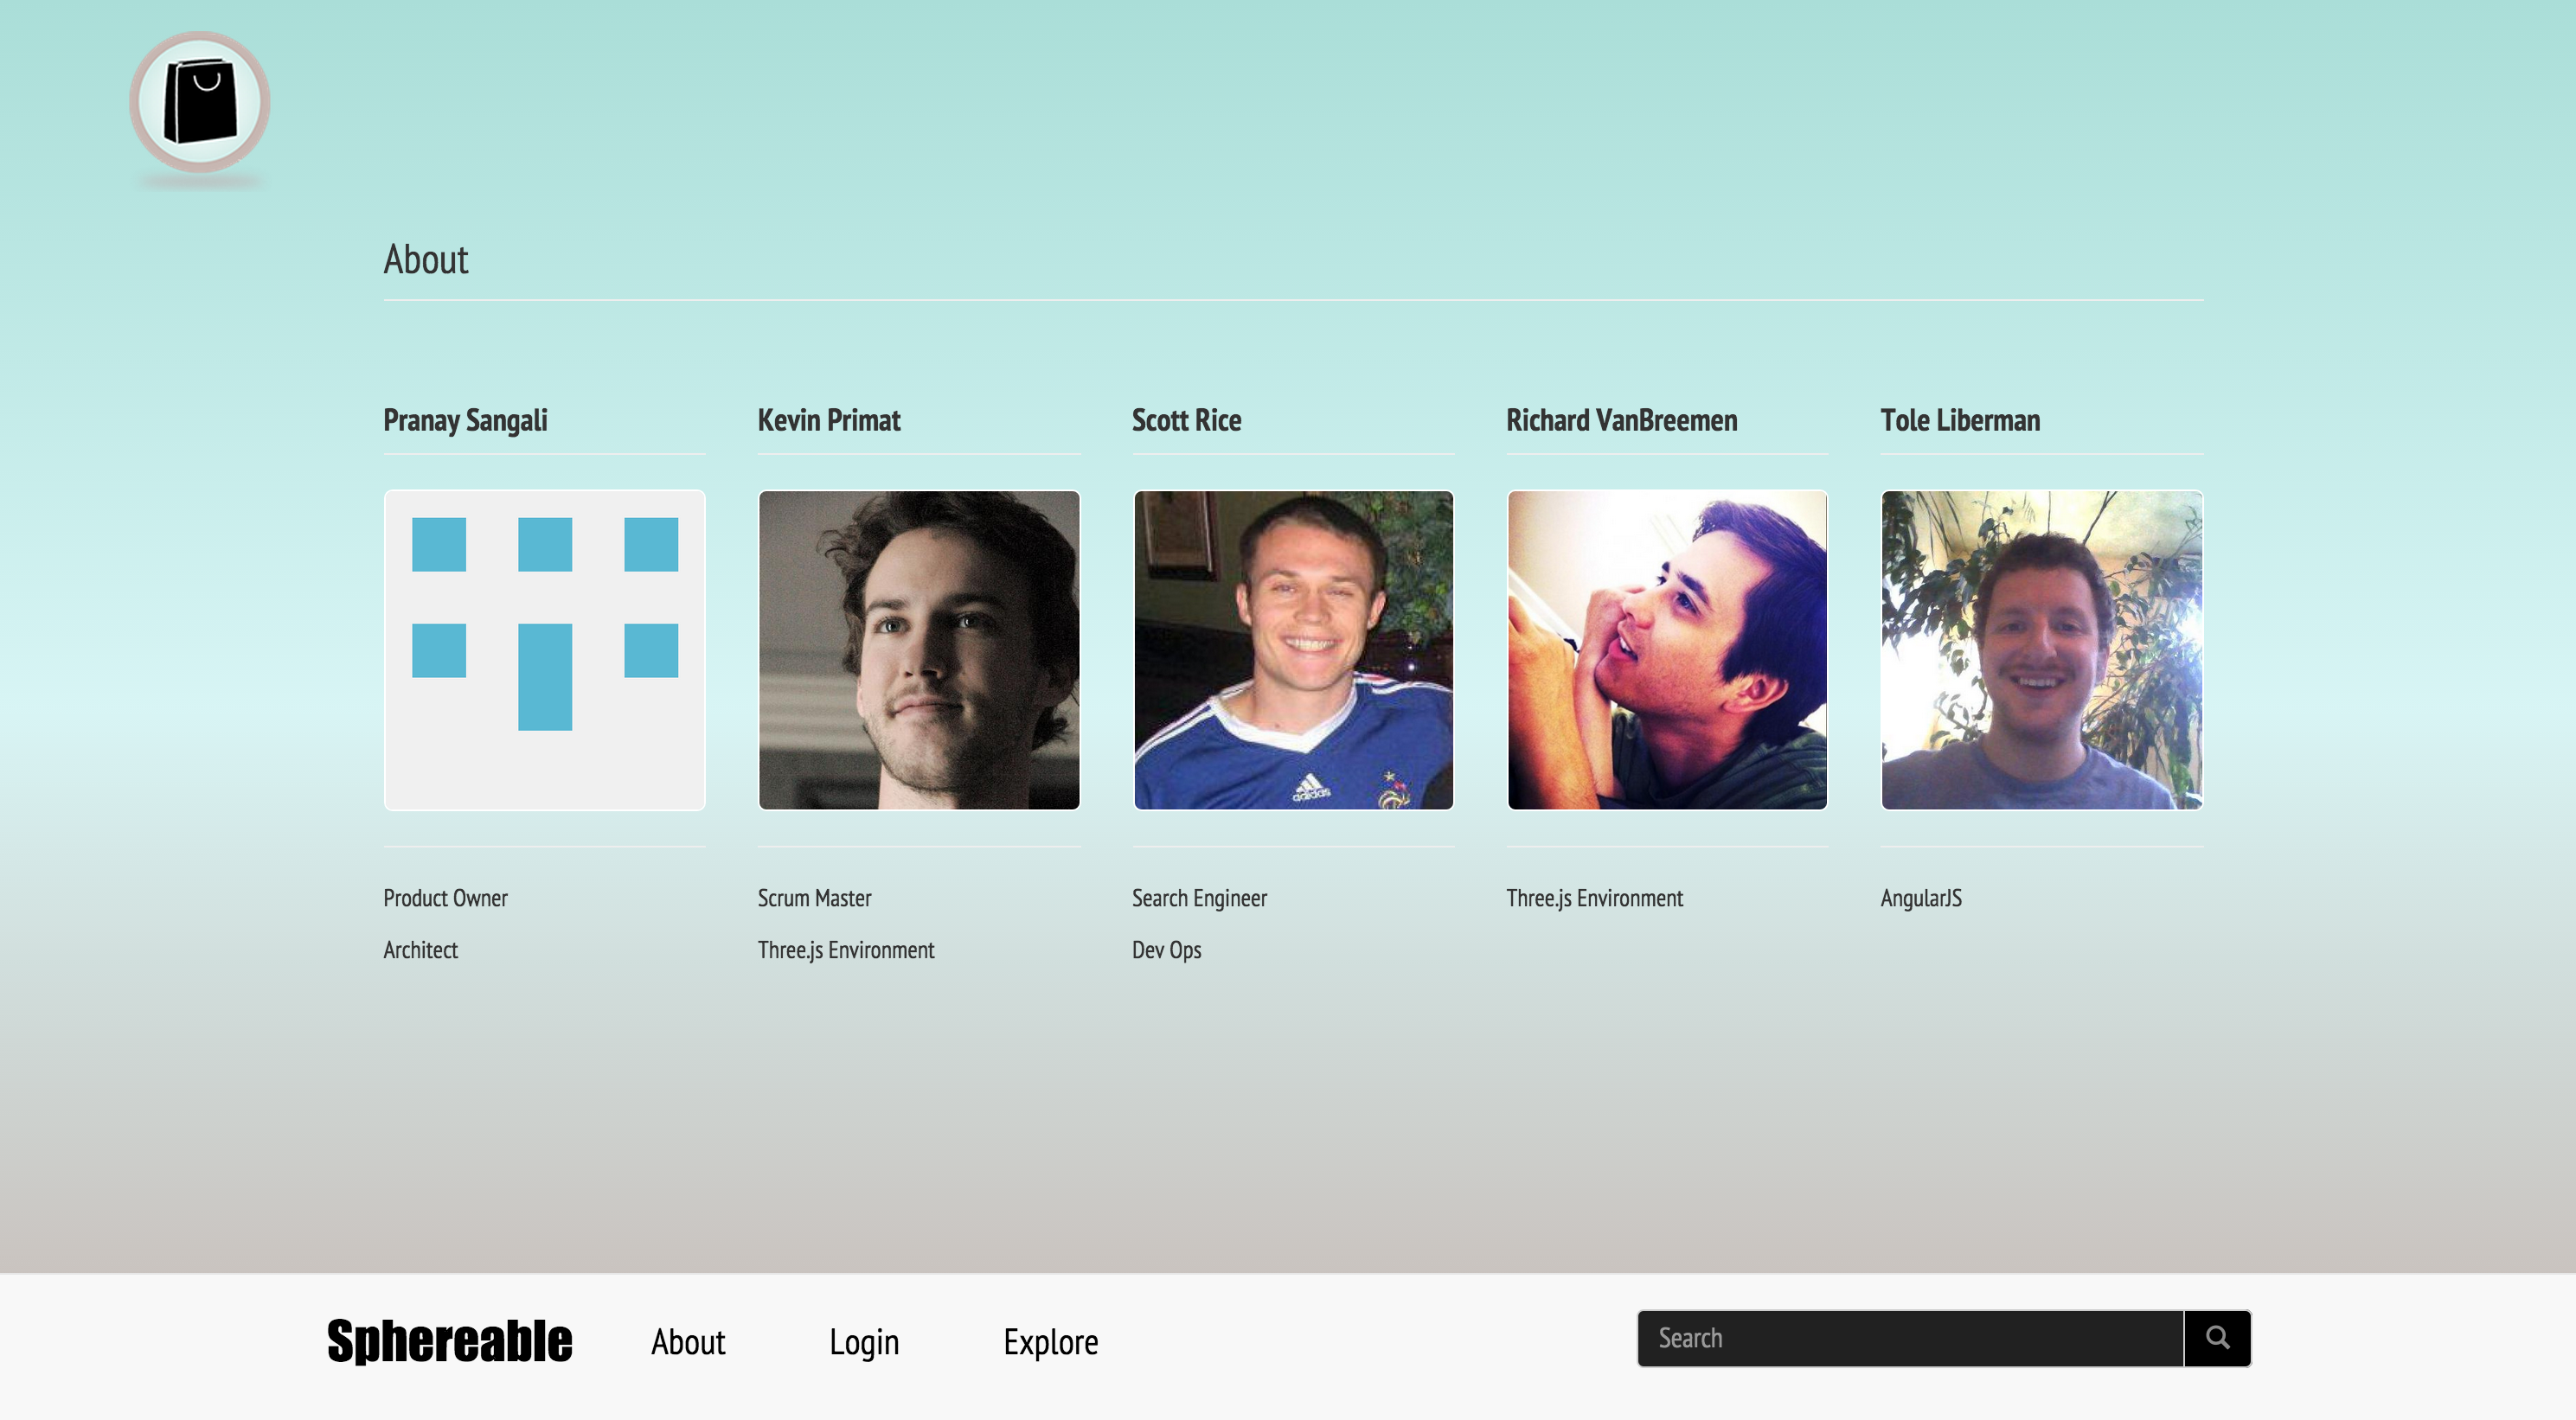 About
Pranay Sangali
Kevin Primat
Scott Rice
Richard VanBreemen
Tole Liberman
adidas
Product Owner
Architect
Scrum Master
Three.js Environment
Search Engineer
Dev Ops
Three.js Environment
AngularJS
Sphereable
About
Login
Explore
Search